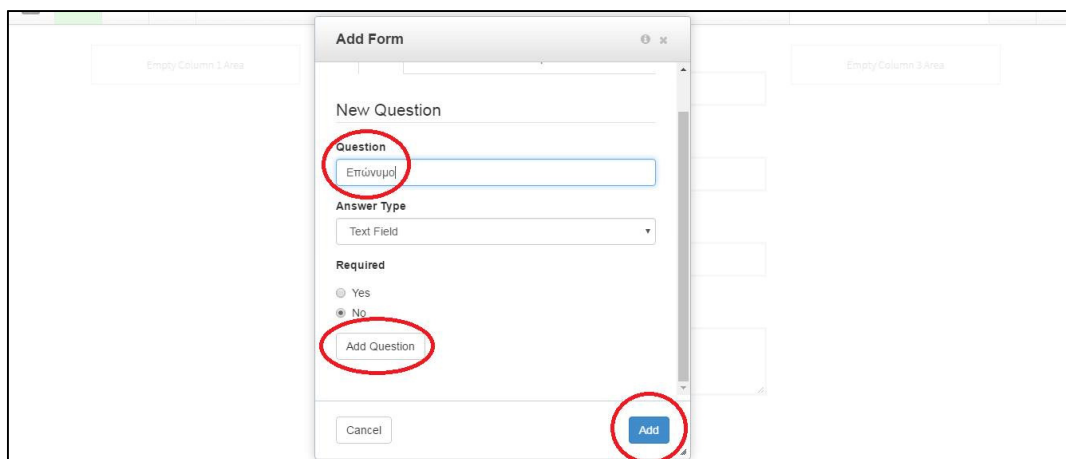 Add Form
Empty Column 1 Area
Empty Column 3 Area
New Question
Question
Επώνυμο
Answer Type
Text Field
Required
Yes
No
Add Question
Cancel
Add